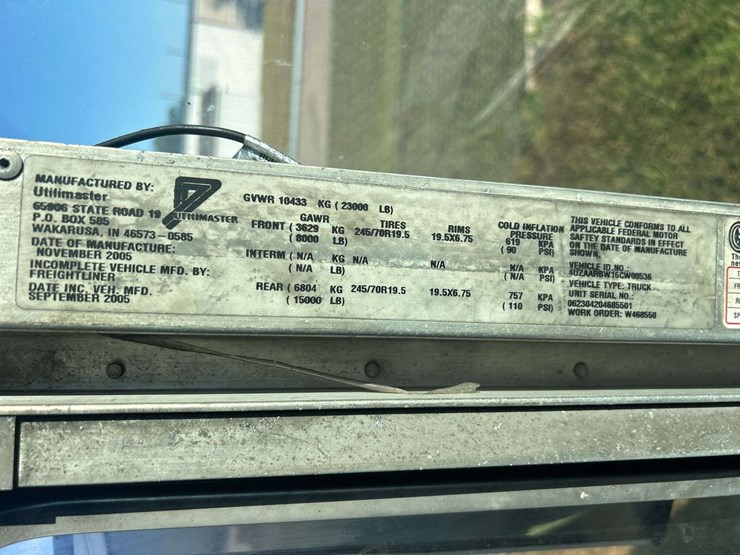 MANUFACTURED BY:
Utilimaster
65906 STATE ROAD 19
P.O. BOX 585
WAKARUSA, IN 46573-0585
DATE OF MANUFACTURE:
NOVEMBER 2005
INCOMPLETE VEHICLE MFD. BY:
FREIGHTLINER
DATE INC. VEH. MFD.
SEPTEMBER 2005
UTILIMASTER
GVWR 10433 KG ( 23000 LB)
GAWR TIRES RIMS COLD INFLATION PRESSURE
FRONT ( 3629 KG 245/70R19.5 19.5X6.75 619 KPA
( 8000 LB) ( 90 PSI)
INTERM ( N/A KG N/A N/A N/A KPA
( N/A LB) ( N/A PSI)
REAR ( 6804 KG 245/70R19.5 19.5X6.75 757 KPA
( 15000 LB) ( 110 PSI)
THIS VEHICLE CONFORMS TO ALL
APPLICABLE FEDERAL MOTOR
SAFTEY STANDARDS IN EFFECT
ON THE DATE OF MANUFACTURE
SHOWN.
VEHICLE ID.NO.:
4UZAARBW16CW00536
VEHICLE TYPE: TRUCK
UNIT SERIAL NO.:
062304204685501
WORK ORDER: W468550